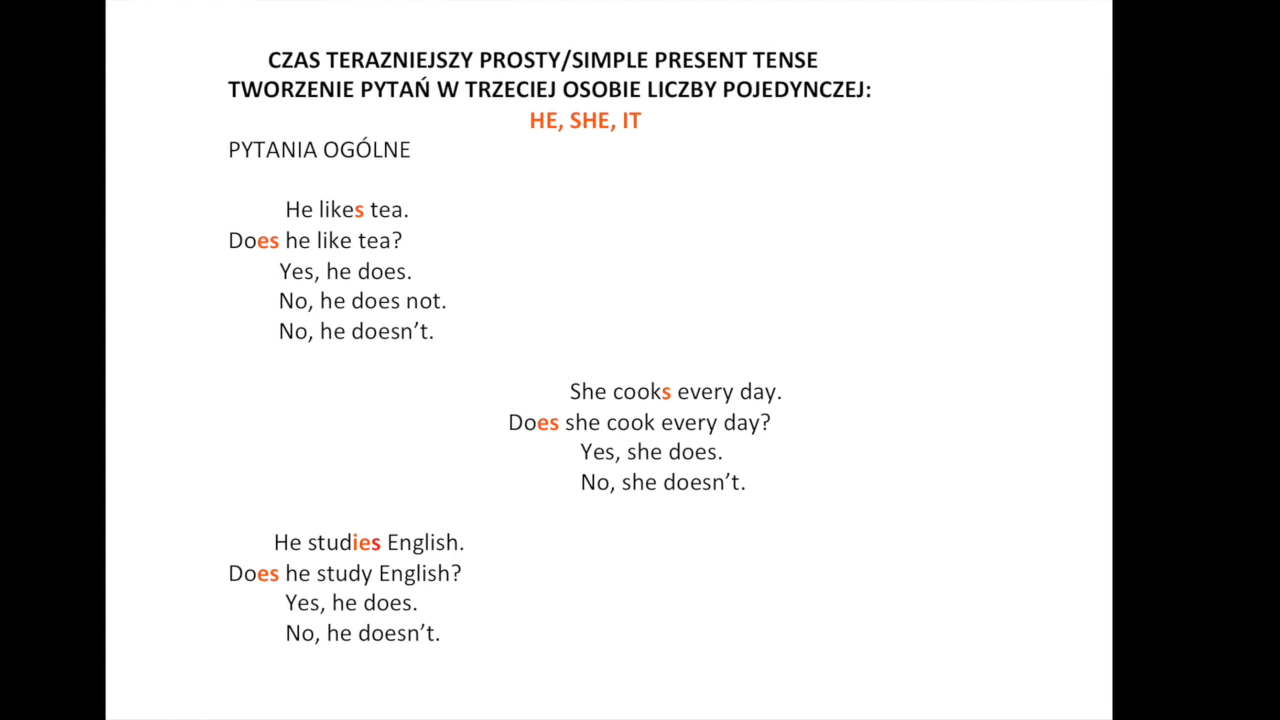 CZAS TERAZNIEJSZY PROSTY/SIMPLE PRESENT TENSE
TWORZENIE PYTAŃ W TRZECIEJ OSOBIE LICZBY POJEDYNCZEJ:
HE, SHE, IT
PYTANIA OGÓLNE
He likes tea.
Does he like tea?
Yes, he does.
No, he does not.
No, he doesn’t.
She cooks every day.
Does she cook every day?
Yes, she does.
No, she doesn’t.
He studies English.
Does he study English?
Yes, he does.
No, he doesn’t.